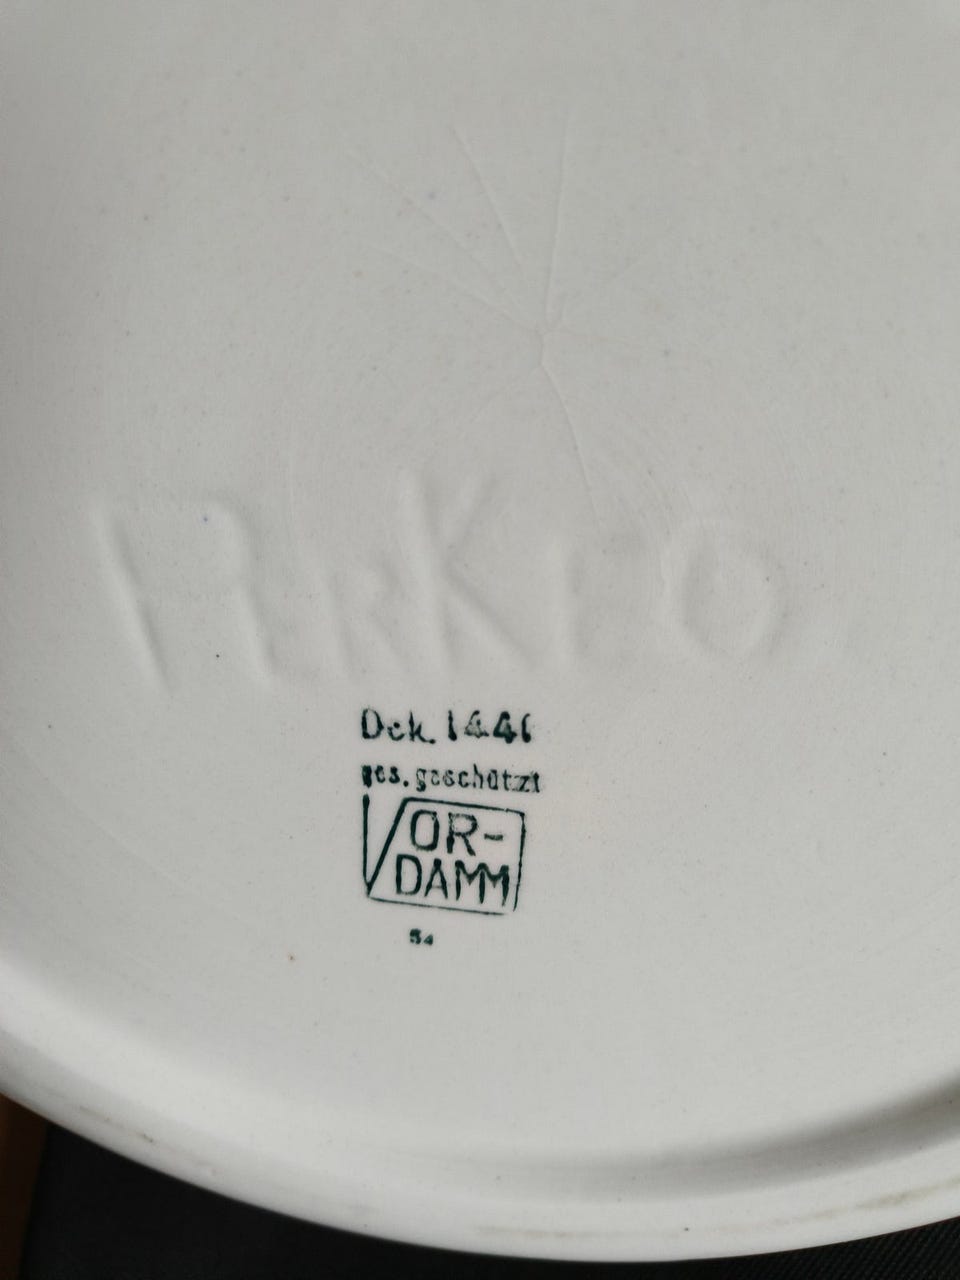 Dek. 1441
ges. geschützt
VOR-
DAMM
54